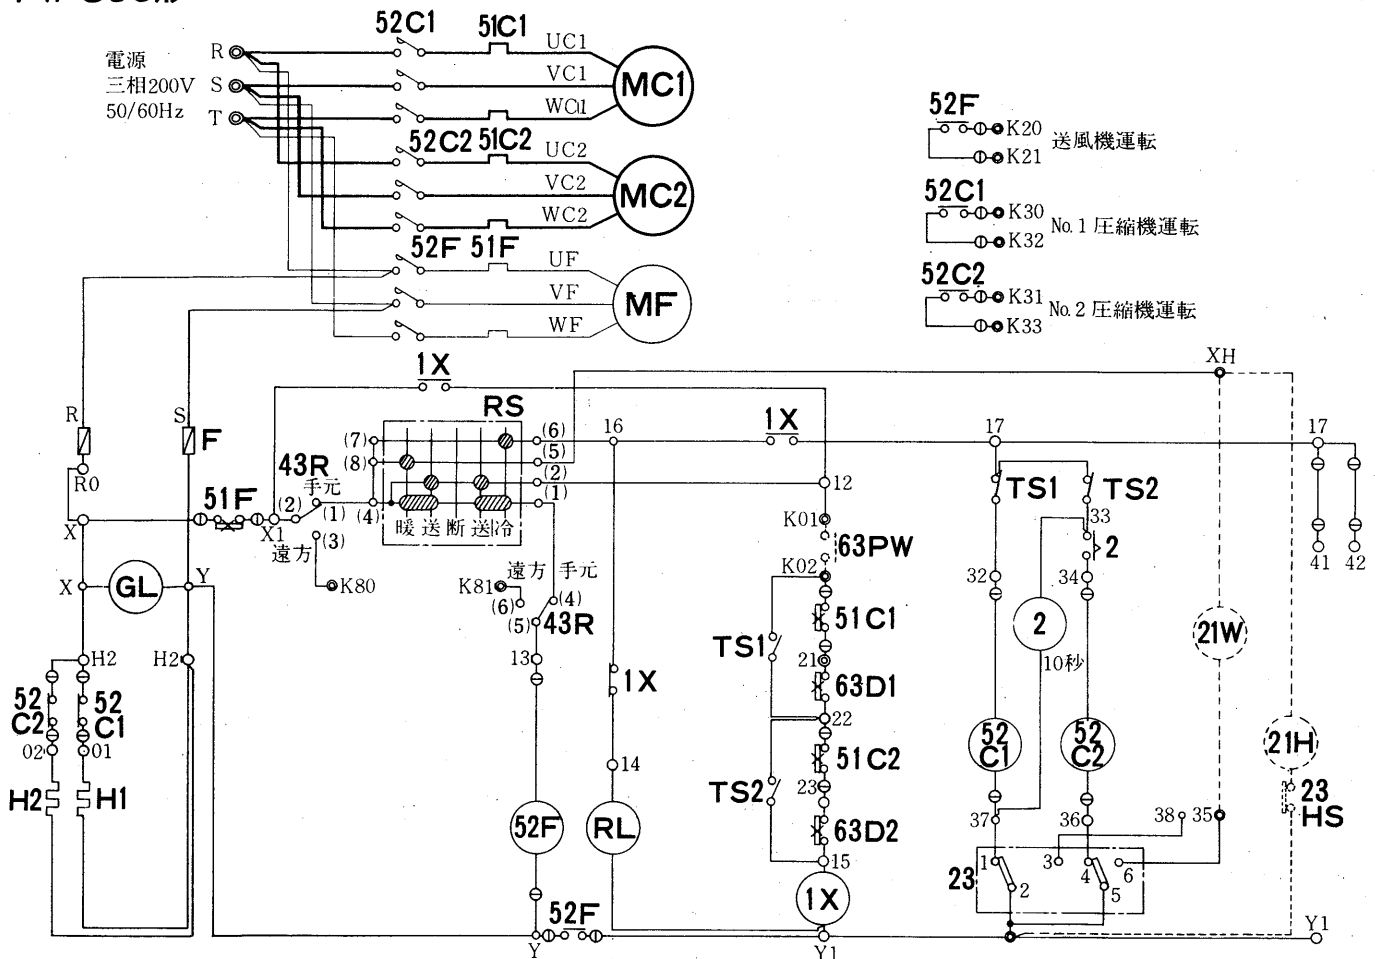 52C1 51C1 UC1
電源 R
三相200V S VC1 MC1
50/60Hz T WC1
52C2 51C2 UC2
VC2 MC2
WC2
52F 51F UF
VF MF
WF
52F
K20 送風機運転
K21
52C1
K30 No.1 圧縮機運転
K32
52C2
K31 No.2 圧縮機運転
K33
1X XH
RS
R S F (7) (6) 16 1X 17 17
(8) (5)
R0 43R 手元 (2) 12 TS1 TS2
51F (2) (1) (4) (1)
X X1 暖 送 断 送 冷 K01 33
(3) 63PW 2
遠方
K80
X GL Y K81 遠方 手元 K02 32 34 41 42
(6) (4)
(5) 43R 51C1 2 21W
TS1 10秒
H2 H2 13 21
52 C2 52 C1 1X 63D1
22
02 01 14 51C2 52 C1 52 C2 21H
H2 H1 TS2 23 23 HS
52F RL 63D2 37 36 38 35
15
23 1 2 3 4 5 6
1X
52F
Y Y1 Y1